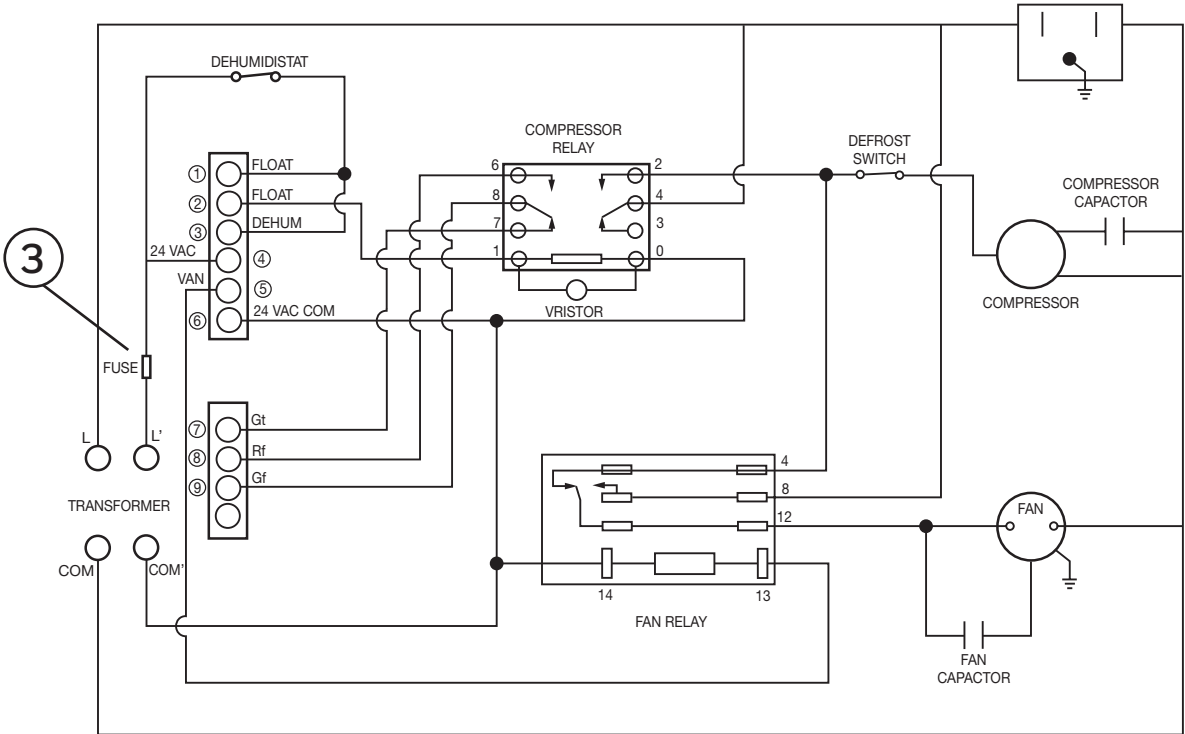 DEHUMIDISTAT
COMPRESSOR
RELAY
DEFROST
SWITCH
COMPRESSOR
CAPACTOR
① FLOAT
② FLOAT
③ DEHUM
24 VAC ④
VAN ⑤
⑥ 24 VAC COM
6 2
8 4
7 3
1 0
VRISTOR
COMPRESSOR
3
FUSE
L L'
TRANSFORMER
COM COM'
⑦ Gt
⑧ Rf
⑨ Gf
4
8
12
14 13
FAN RELAY
FAN
FAN
CAPACTOR